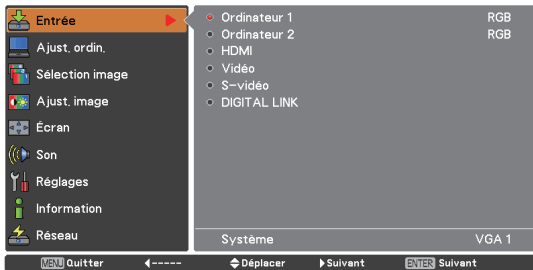 Entrée
Ajust. ordin.
Sélection image
Ajust. image
Écran
Son
Réglages
Information
Réseau
Ordinateur 1 RGB
Ordinateur 2 RGB
HDMI
Vidéo
S-vidéo
DIGITAL LINK
Système VGA 1
MENU Quitter ◀----- Déplacer Suivant ENTER Suivant